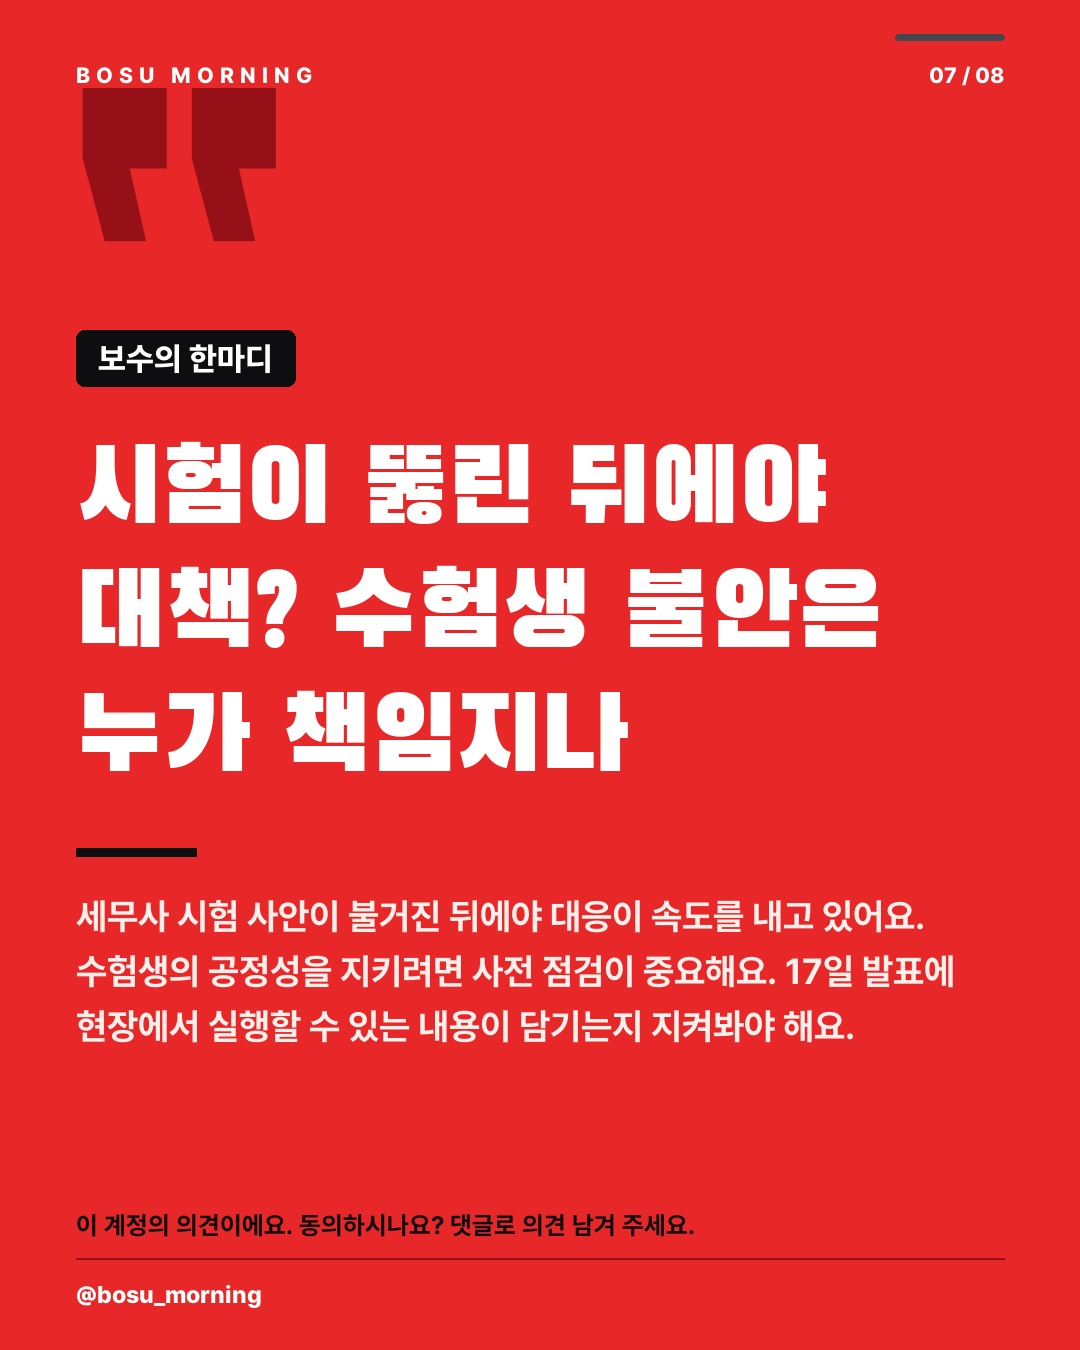 BOSU MORNING
07 / 08
보수의 한마디
시험이 뚫린 뒤에야
대책? 수험생 불안은
누가 책임지나
세무사 시험 사안이 불거진 뒤에야 대응이 속도를 내고 있어요.
수험생의 공정성을 지키려면 사전 점검이 중요해요. 17일 발표에
현장에서 실행할 수 있는 내용이 담기는지 지켜봐야 해요.
이 계정의 의견이에요. 동의하시나요? 댓글로 의견 남겨 주세요.
@bosu_morning